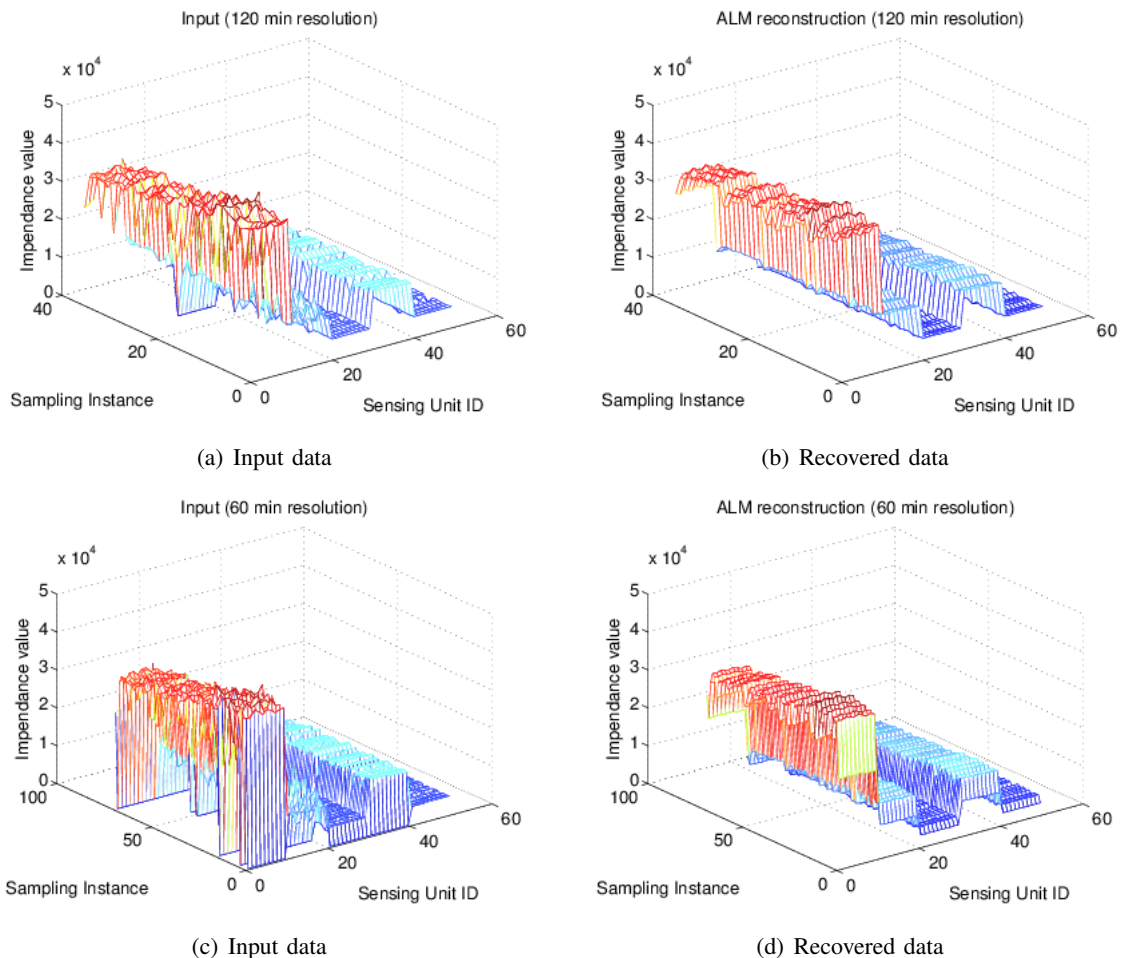 Input (120 min resolution)
x 10^4
5
4
3
2
1
0
Impendance value
40
20
0
Sampling Instance
0
20
40
60
Sensing Unit ID
(a) Input data
ALM reconstruction (120 min resolution)
x 10^4
5
4
3
2
1
0
Impendance value
40
20
0
Sampling Instance
0
20
40
60
Sensing Unit ID
(b) Recovered data
Input (60 min resolution)
x 10^4
5
4
3
2
1
0
Impendance value
100
50
0
Sampling Instance
0
20
40
60
Sensing Unit ID
(c) Input data
ALM reconstruction (60 min resolution)
x 10^4
5
4
3
2
1
0
Impendance value
100
50
0
Sampling Instance
0
20
40
60
Sensing Unit ID
(d) Recovered data